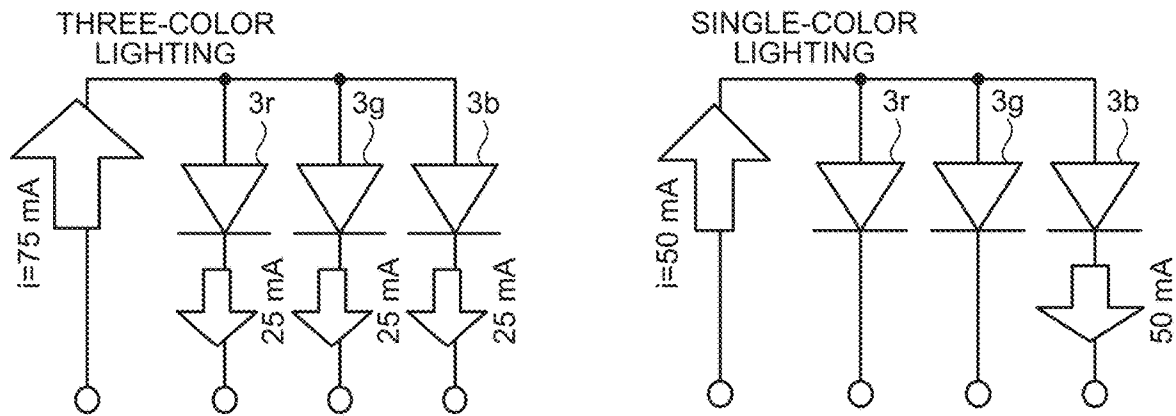 THREE-COLOR
LIGHTING
3r
3g
3b
i=75 mA
25 mA
25 mA
25 mA
SINGLE-COLOR
LIGHTING
3r
3g
3b
i=50 mA
50 mA